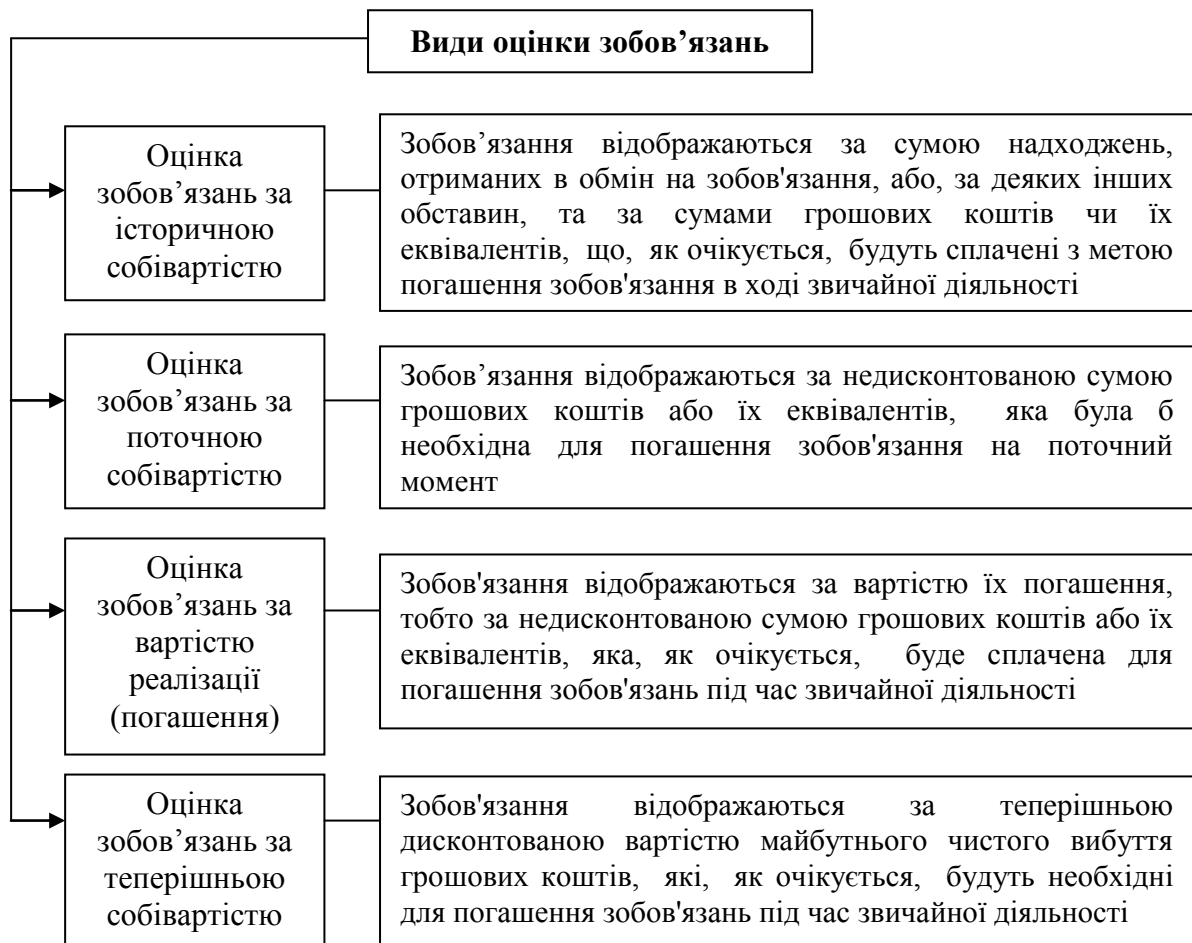 Види оцінки зобов’язань
Оцінка
зобов’язань за
історичною
собівартістю
Зобов’язання відображаються за сумою надходжень,
отриманих в обмін на зобов'язання, або, за деяких інших
обставин, та за сумами грошових коштів чи їх
еквівалентів, що, як очікується, будуть сплачені з метою
погашення зобов'язання в ході звичайної діяльності
Оцінка
зобов’язань за
поточною
собівартістю
Зобов’язання відображаються за недисконтованою сумою
грошових коштів або їх еквівалентів, яка була б
необхідна для погашення зобов'язання на поточний
момент
Оцінка
зобов’язань за
вартістю
реалізації
(погашення)
Зобов'язання відображаються за вартістю їх погашення,
тобто за недисконтованою сумою грошових коштів або їх
еквівалентів, яка, як очікується, буде сплачена для
погашення зобов'язань під час звичайної діяльності
Оцінка
зобов’язань за
теперішньою
собівартістю
Зобов'язання відображаються за теперішньою
дисконтованою вартістю майбутнього чистого вибуття
грошових коштів, які, як очікується, будуть необхідні
для погашення зобов'язань під час звичайної діяльності